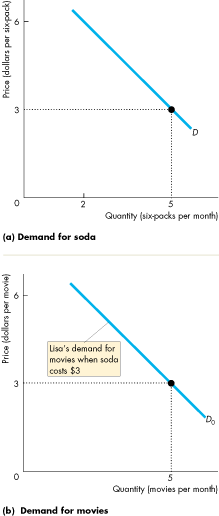 Price (dollars per six-pack)
6
3
D
0
2
5
Quantity (six-packs per month)
(a) Demand for soda
Price (dollars per movie)
6
Lisa's demand for
movies when soda
costs $3
3
D0
0
5
Quantity (movies per month)
(b) Demand for movies